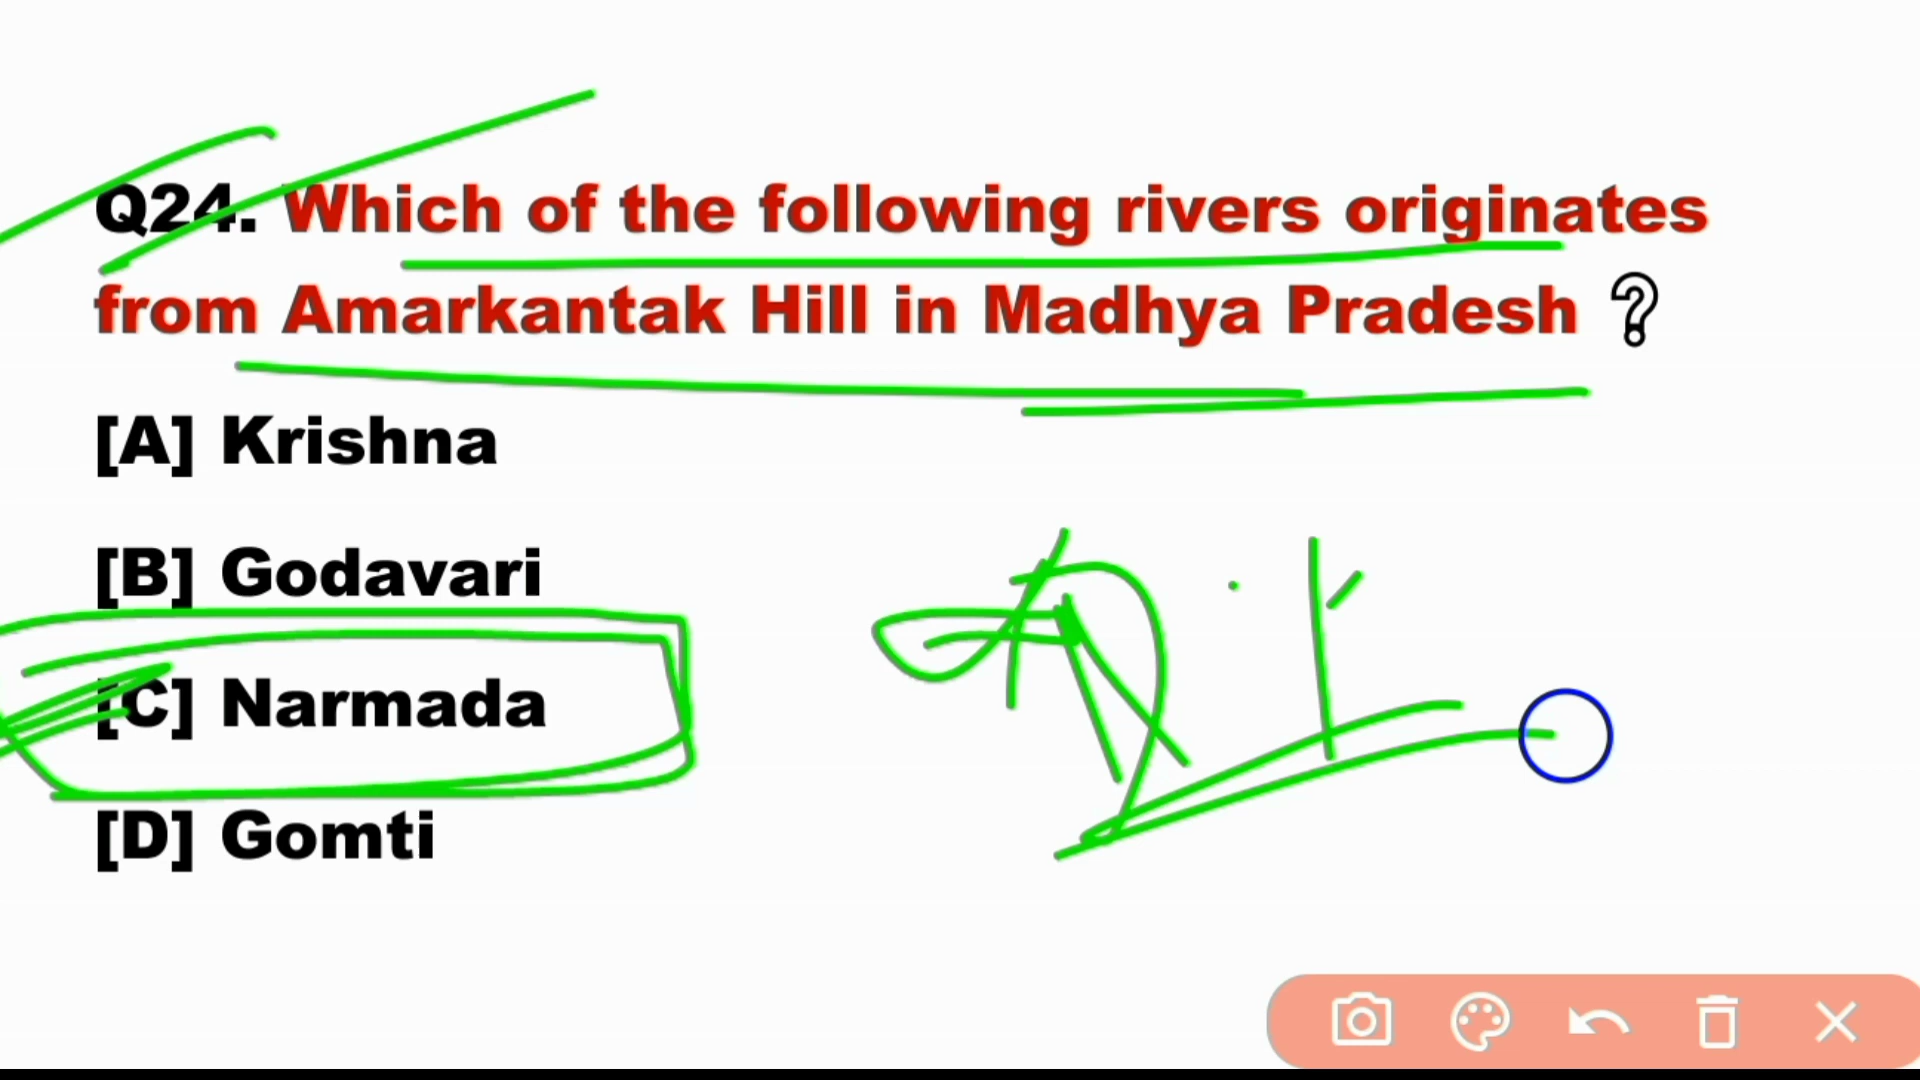 Q24. Which of the following rivers originates
from Amarkantak Hill in Madhya Pradesh ?
[A] Krishna
[B] Godavari
[C] Narmada
[D] Gomti